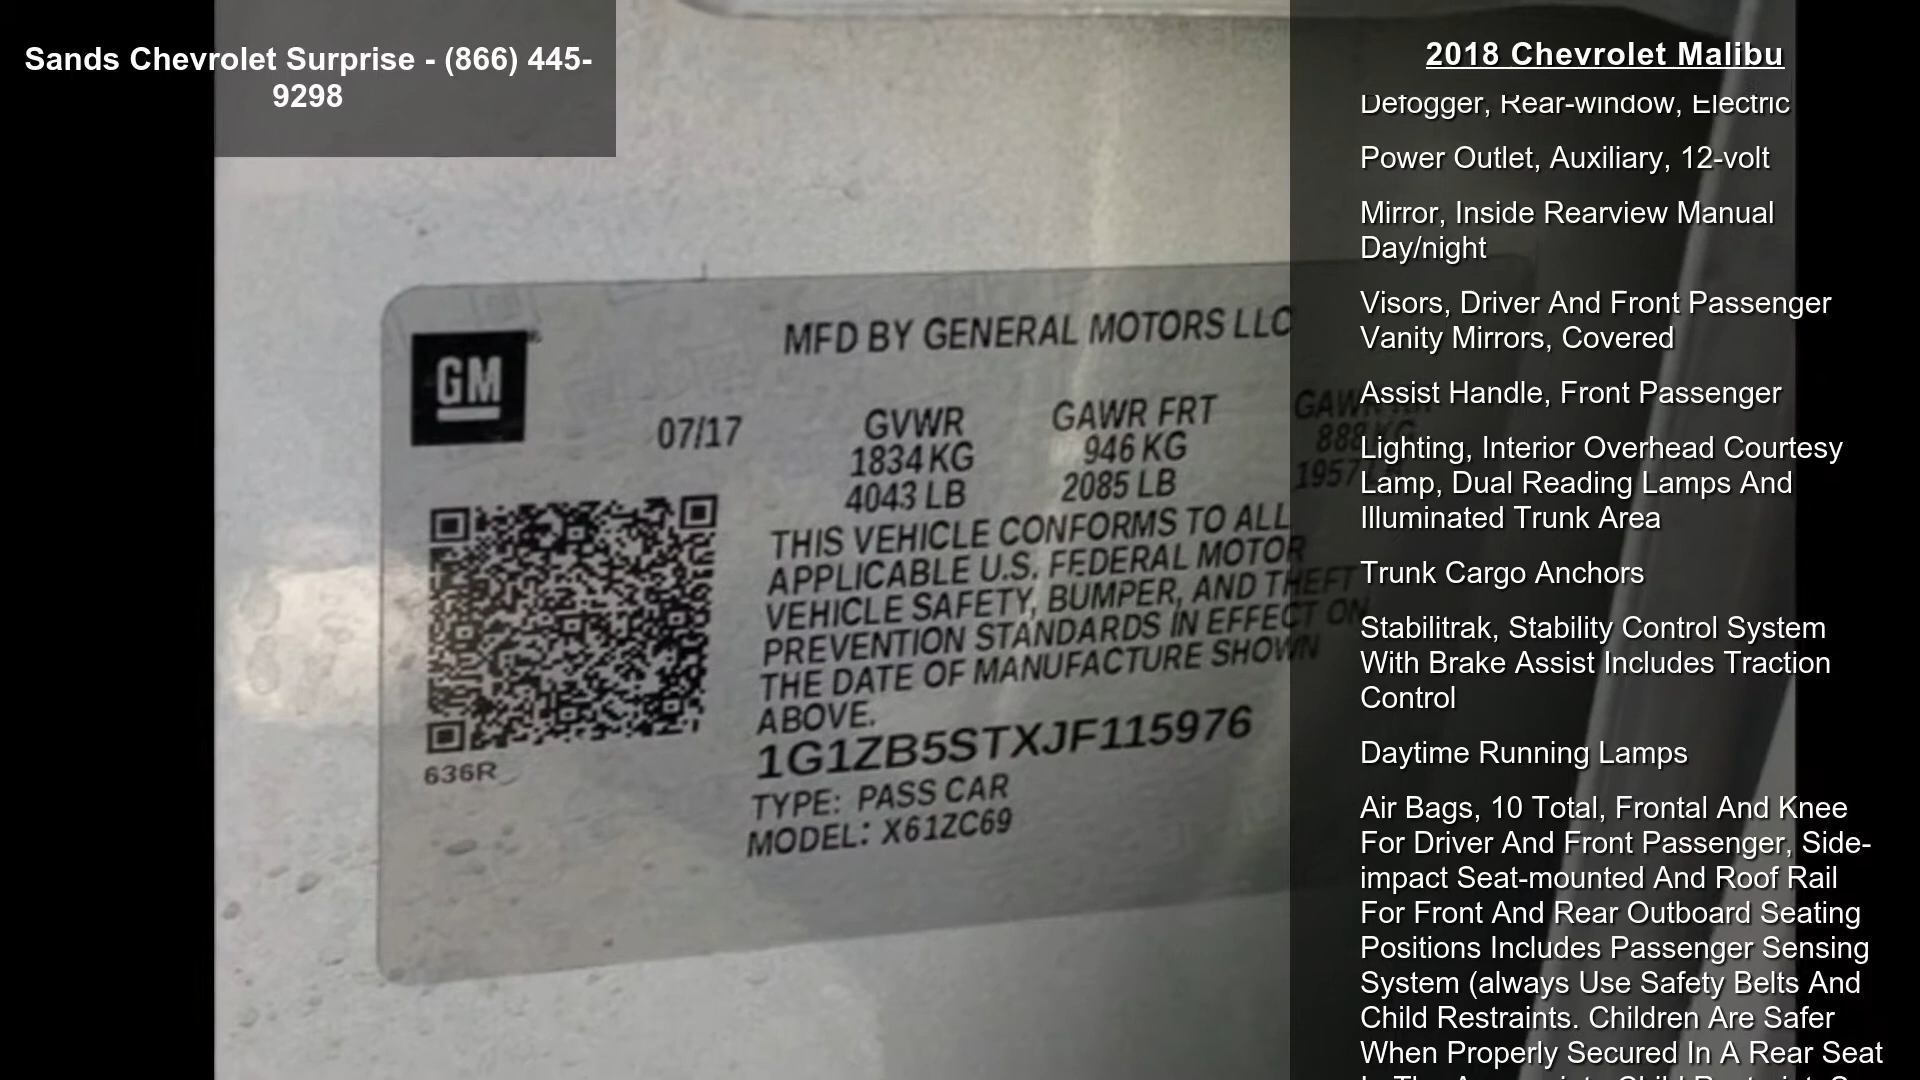 Sands Chevrolet Surprise - (866) 445-
9298
2018 Chevrolet Malibu
Defogger, Rear-window, Electric
Power Outlet, Auxiliary, 12-volt
Mirror, Inside Rearview Manual
Day/night
Visors, Driver And Front Passenger
Vanity Mirrors, Covered
Assist Handle, Front Passenger
Lighting, Interior Overhead Courtesy
Lamp, Dual Reading Lamps And
Illuminated Trunk Area
Trunk Cargo Anchors
Stabilitrak, Stability Control System
With Brake Assist Includes Traction
Control
Daytime Running Lamps
Air Bags, 10 Total, Frontal And Knee
For Driver And Front Passenger, Side-
impact Seat-mounted And Roof Rail
For Front And Rear Outboard Seating
Positions Includes Passenger Sensing
System (always Use Safety Belts And
Child Restraints. Children Are Safer
When Properly Secured In A Rear Seat
GM
MFD BY GENERAL MOTORS LLC
07/17 GVWR GAWR FRT GAWR
1834 KG 946 KG 888 KG
4043 LB 2085 LB 1957
THIS VEHICLE CONFORMS TO ALL
APPLICABLE U.S. FEDERAL MOTOR
VEHICLE SAFETY, BUMPER, AND THEFT
PREVENTION STANDARDS IN EFFECT ON
THE DATE OF MANUFACTURE SHOWN
ABOVE.
1G1ZB5STXJF115976
636R
TYPE: PASS CAR
MODEL: X61ZC69